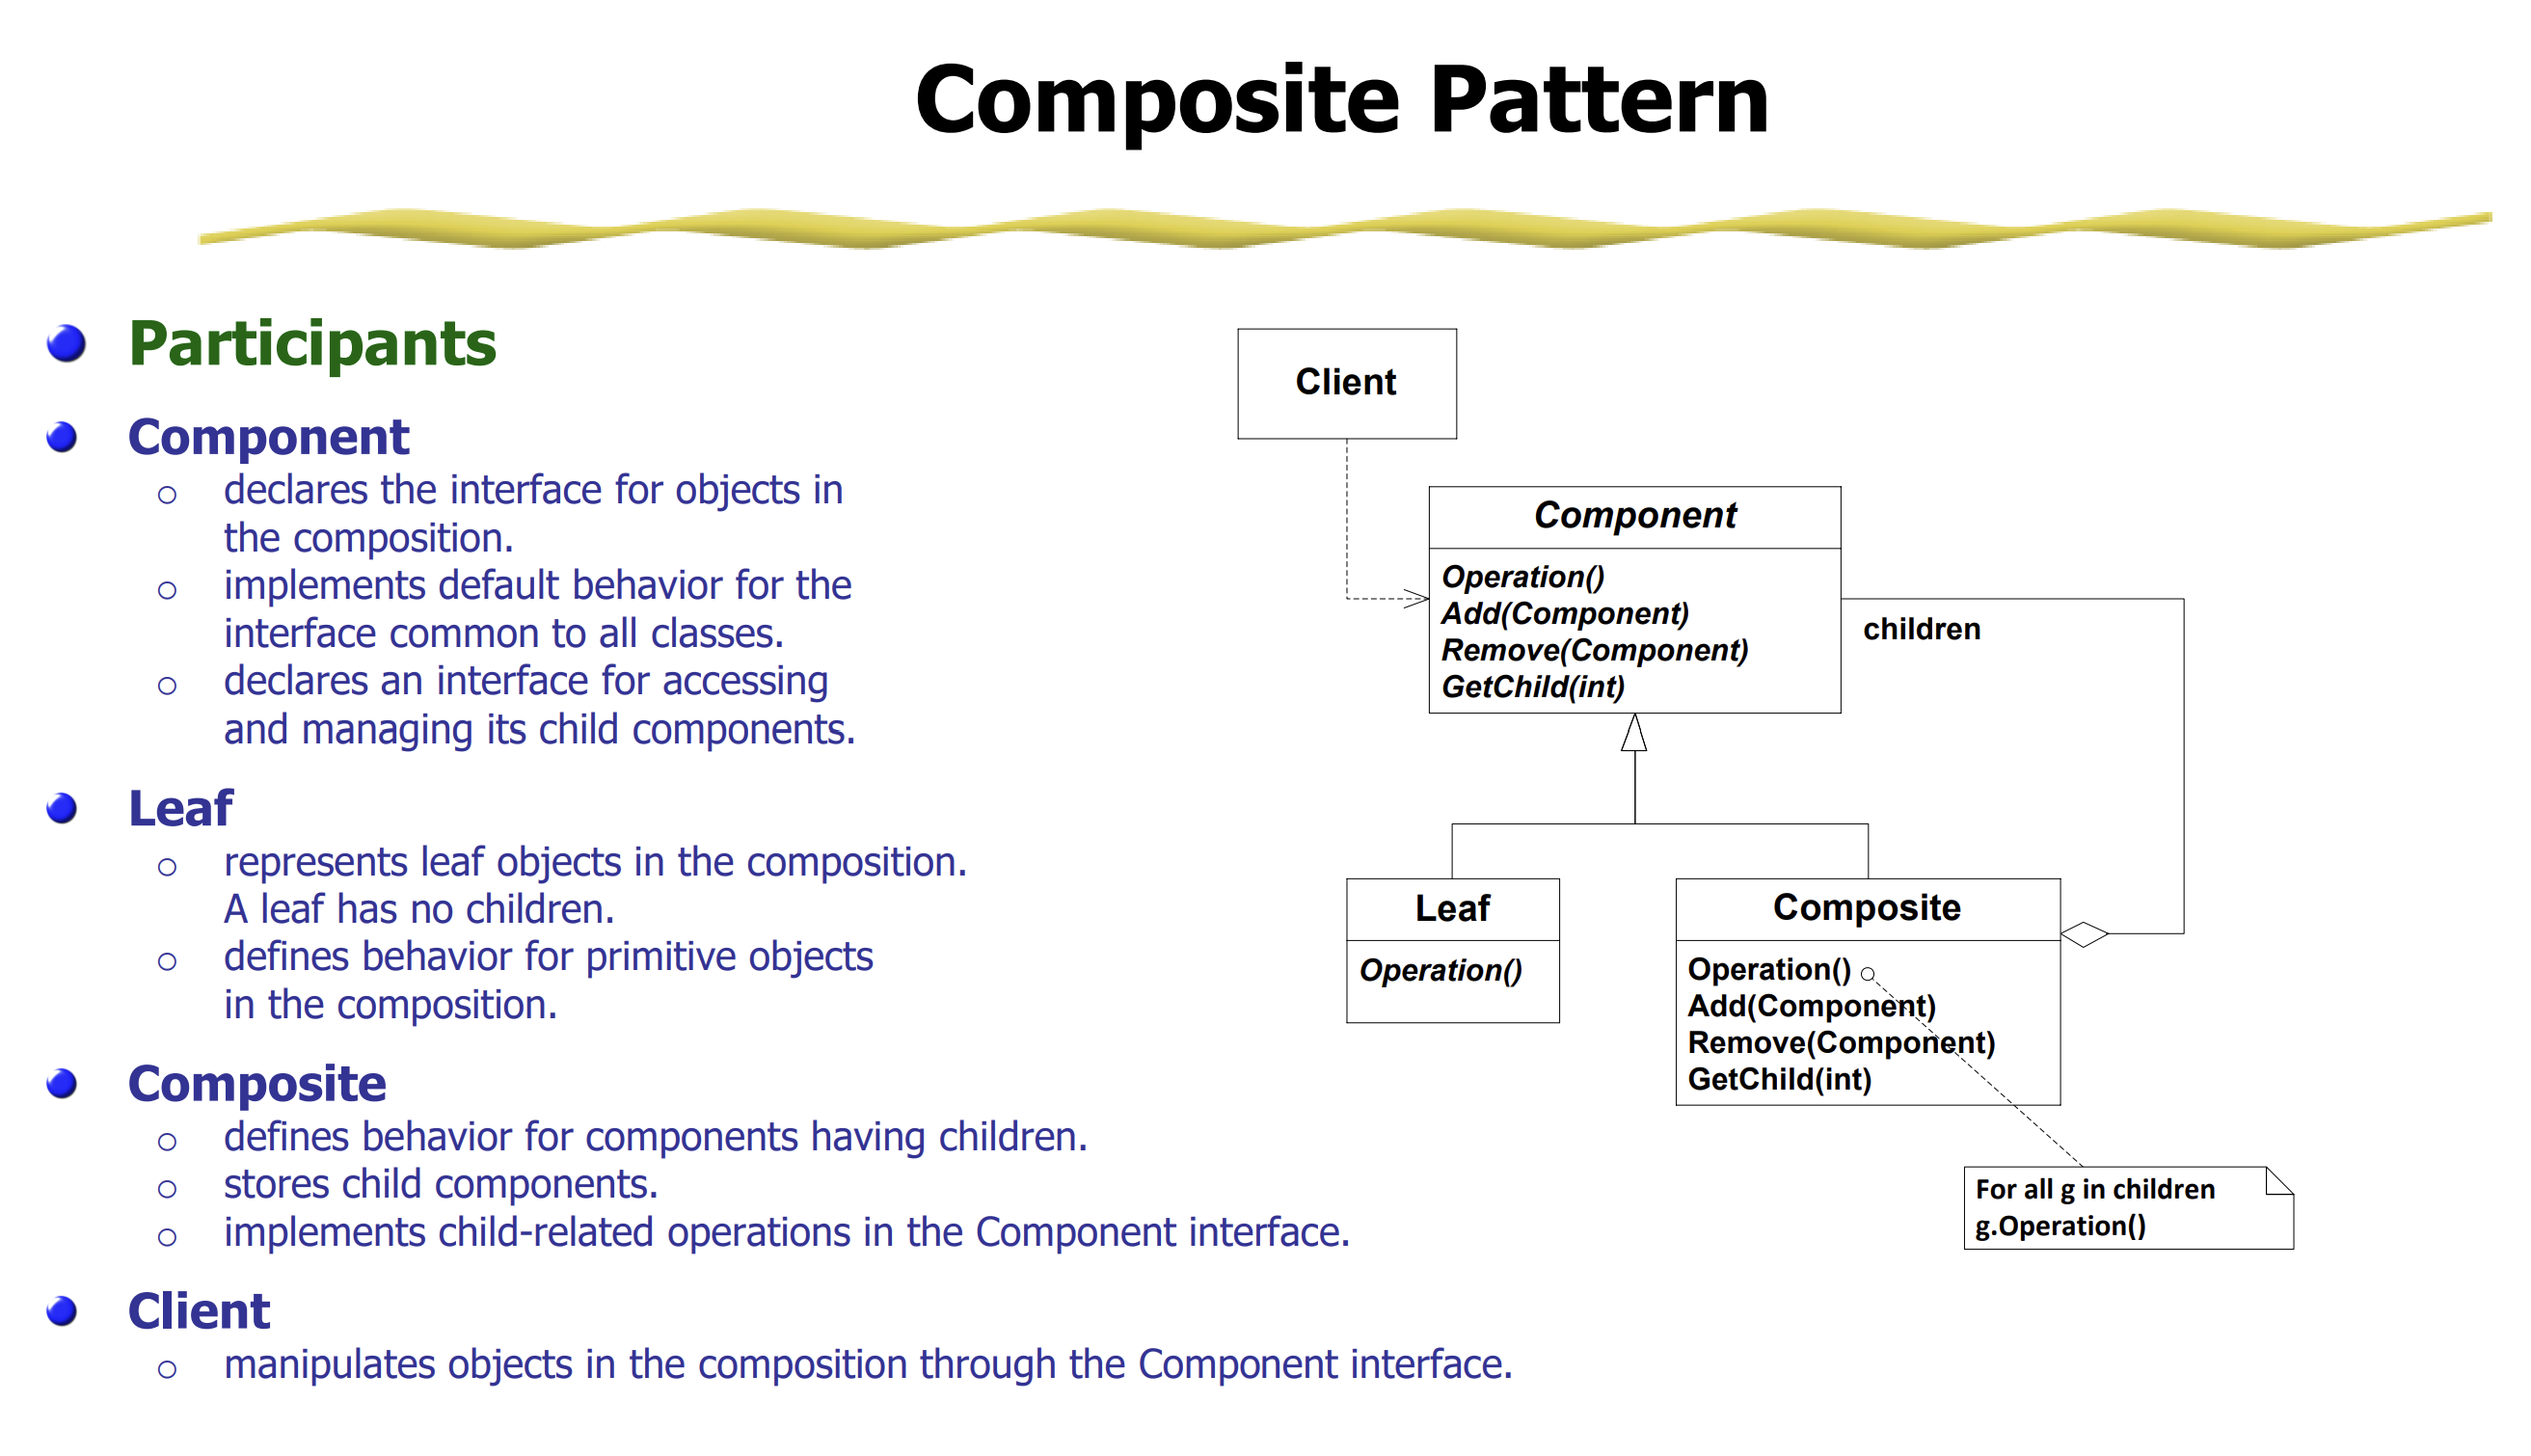 Composite Pattern
Participants
Component
declares the interface for objects in
the composition.
implements default behavior for the
interface common to all classes.
declares an interface for accessing
and managing its child components.
Leaf
represents leaf objects in the composition.
A leaf has no children.
defines behavior for primitive objects
in the composition.
Composite
defines behavior for components having children.
stores child components.
implements child-related operations in the Component interface.
Client
manipulates objects in the composition through the Component interface.
Client
Component
Operation()
Add(Component)
Remove(Component)
GetChild(int)
children
Leaf
Operation()
Composite
Operation()
Add(Component)
Remove(Component)
GetChild(int)
For all g in children
g.Operation()